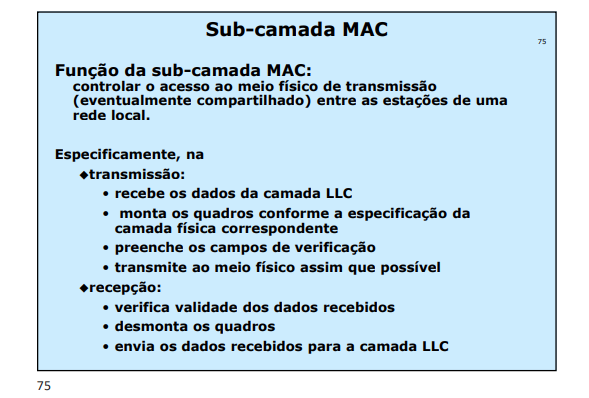 Sub-camada MAC
75
Função da sub-camada MAC:
controlar o acesso ao meio físico de transmissão
(eventualmente compartilhado) entre as estações de uma
rede local.
Especificamente, na
◆transmissão:
• recebe os dados da camada LLC
• monta os quadros conforme a especificação da
camada física correspondente
• preenche os campos de verificação
• transmite ao meio físico assim que possível
◆recepção:
• verifica validade dos dados recebidos
• desmonta os quadros
• envia os dados recebidos para a camada LLC
75